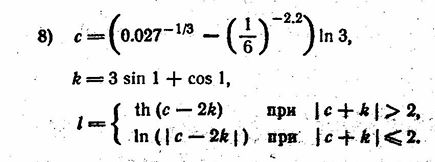 8) c = (0.027^{-1/3} − (1/6)^{-2.2}) ln 3,
k = 3 sin 1 + cos 1,
l = { th (c − 2k) при |c + k| > 2,
ln (|c − 2k|) при |c + k| ⩽ 2.